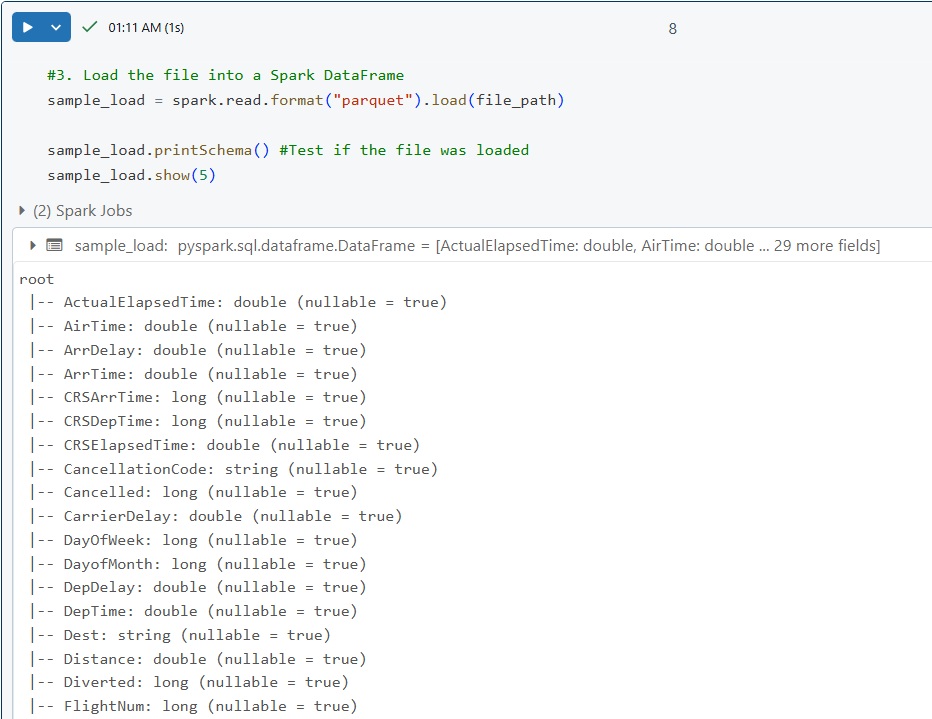 01:11 AM (1s)
8
#3. Load the file into a Spark DataFrame
sample_load = spark.read.format("parquet").load(file_path)
sample_load.printSchema() #Test if the file was loaded
sample_load.show(5)
(2) Spark Jobs
sample_load: pyspark.sql.dataframe.DataFrame = [ActualElapsedTime: double, AirTime: double ... 29 more fields]
root
|-- ActualElapsedTime: double (nullable = true)
|-- AirTime: double (nullable = true)
|-- ArrDelay: double (nullable = true)
|-- ArrTime: double (nullable = true)
|-- CRSArrTime: long (nullable = true)
|-- CRSDepTime: long (nullable = true)
|-- CRSElapsedTime: double (nullable = true)
|-- CancellationCode: string (nullable = true)
|-- Cancelled: long (nullable = true)
|-- CarrierDelay: double (nullable = true)
|-- DayOfWeek: long (nullable = true)
|-- DayofMonth: long (nullable = true)
|-- DepDelay: double (nullable = true)
|-- DepTime: double (nullable = true)
|-- Dest: string (nullable = true)
|-- Distance: double (nullable = true)
|-- Diverted: long (nullable = true)
|-- FlightNum: long (nullable = true)